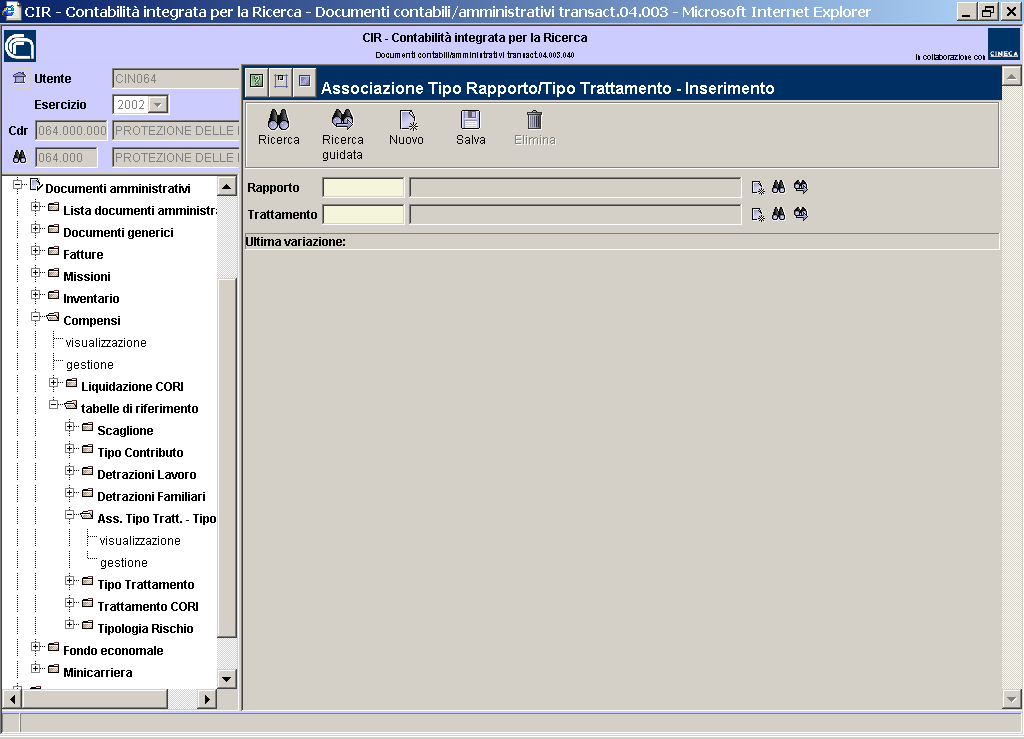 CIR - Contabilità integrata per la Ricerca - Documenti contabili/amministrativi transact.04.003 - Microsoft Internet Explorer
CIR - Contabilità integrata per la Ricerca
Documenti contabili/amministrativi transact.04.003.040
In collaborazione con CINECA
Utente CIN064
Esercizio 2002
Cdr 064.000.000 PROTEZIONE DELLE
064.000 PROTEZIONE DELLE
Associazione Tipo Rapporto/Tipo Trattamento - Inserimento
Ricerca
Ricerca guidata
Nuovo
Salva
Elimina
Rapporto
Trattamento
Ultima variazione:
Documenti amministrativi
Lista documenti amministra
Documenti generici
Fatture
Missioni
Inventario
Compensi
visualizzazione
gestione
Liquidazione CORI
tabelle di riferimento
Scaglione
Tipo Contributo
Detrazioni Lavoro
Detrazioni Familiari
Ass. Tipo Tratt. - Tipo
visualizzazione
gestione
Tipo Trattamento
Trattamento CORI
Tipologia Rischio
Fondo economale
Minicarriera